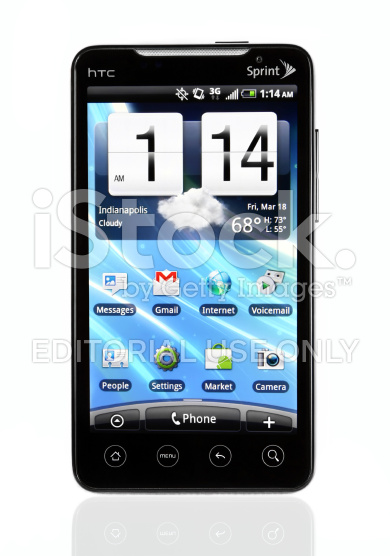 hTC
Sprint
3G 1:14 AM
1 14
AM
Indianapolis
Cloudy
Fri, Mar 18
68° H: 73°
L: 55°
iStock.
by Getty Images™
Messages Gmail Internet Voicemail
EDITORIAL USE ONLY
People Settings Market Camera
Phone
menu